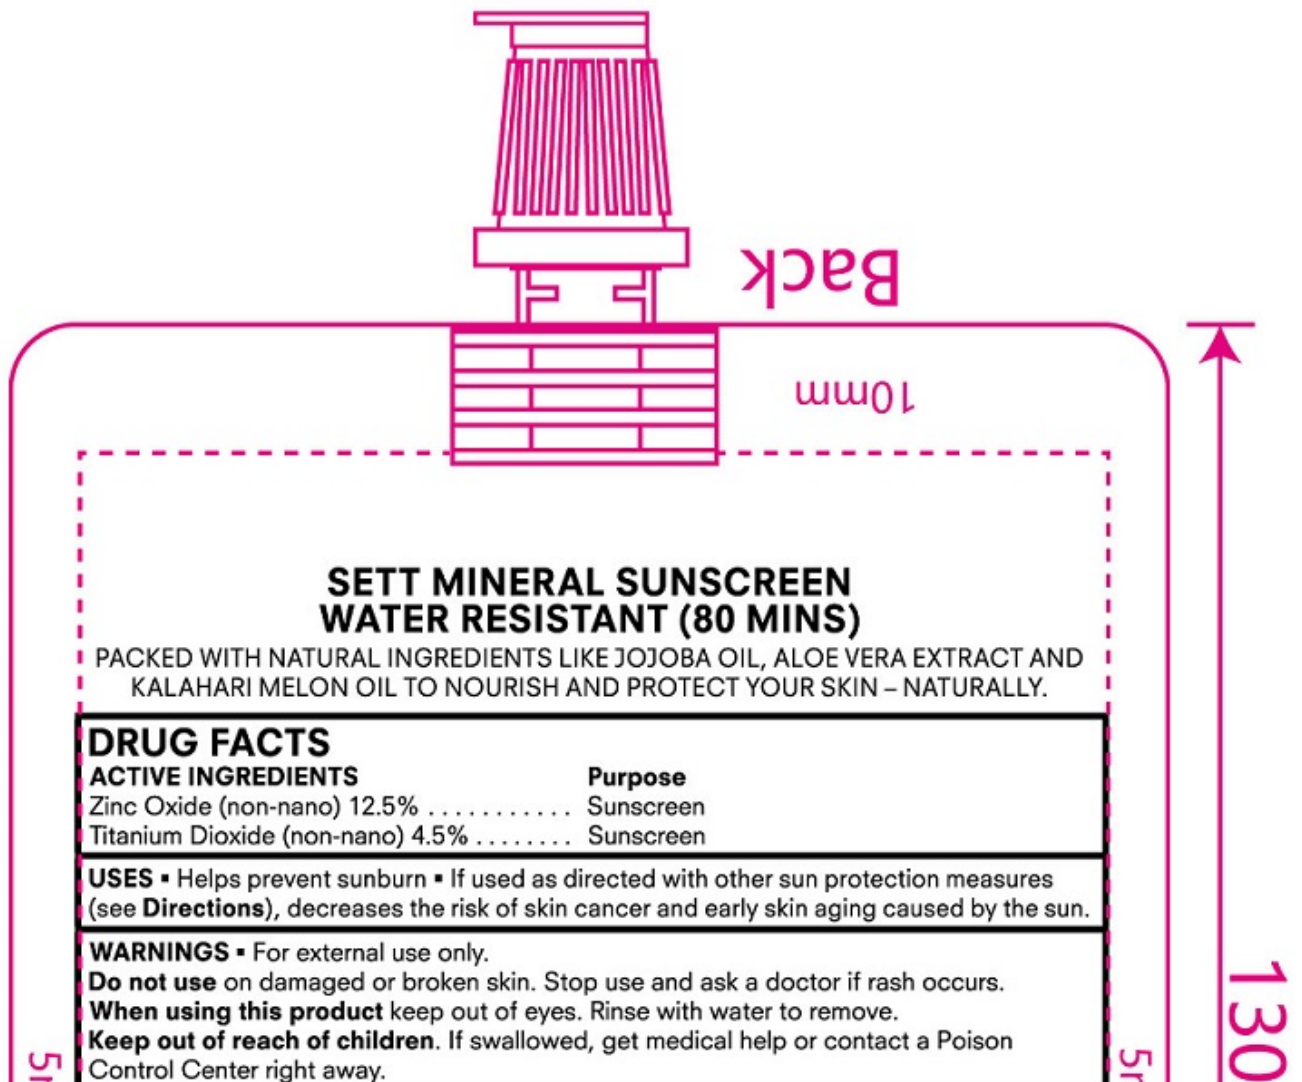 Back
10mm
SETT MINERAL SUNSCREEN
WATER RESISTANT (80 MINS)
PACKED WITH NATURAL INGREDIENTS LIKE JOJOBA OIL, ALOE VERA EXTRACT AND
KALAHARI MELON OIL TO NOURISH AND PROTECT YOUR SKIN – NATURALLY.
DRUG FACTS
ACTIVE INGREDIENTS Purpose
Zinc Oxide (non-nano) 12.5% . . . . . . . . . . . Sunscreen
Titanium Dioxide (non-nano) 4.5% . . . . . . . . Sunscreen
USES ▪ Helps prevent sunburn ▪ If used as directed with other sun protection measures
(see Directions), decreases the risk of skin cancer and early skin aging caused by the sun.
WARNINGS ▪ For external use only.
Do not use on damaged or broken skin. Stop use and ask a doctor if rash occurs.
When using this product keep out of eyes. Rinse with water to remove.
Keep out of reach of children. If swallowed, get medical help or contact a Poison
Control Center right away.
130